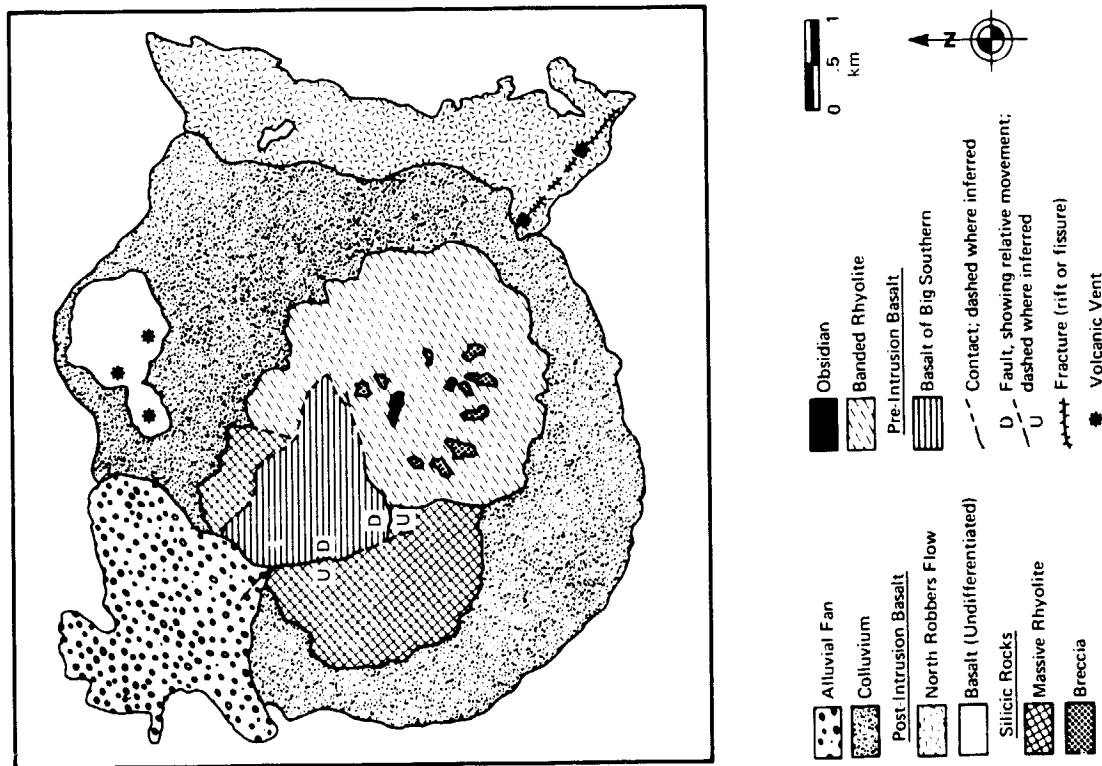 U D
D
U
Alluvial Fan
Colluvium
Post-Intrusion Basalt
North Robbers Flow
Basalt (Undifferentiated)
Silicic Rocks
Massive Rhyolite
Breccia
Obsidian
Banded Rhyolite
Pre-Intrusion Basalt
Basalt of Big Southern
Contact; dashed where inferred
D
U
Fault, showing relative movement;
dashed where inferred
Fracture (rift or fissure)
Volcanic Vent
0 .5 1
km
N